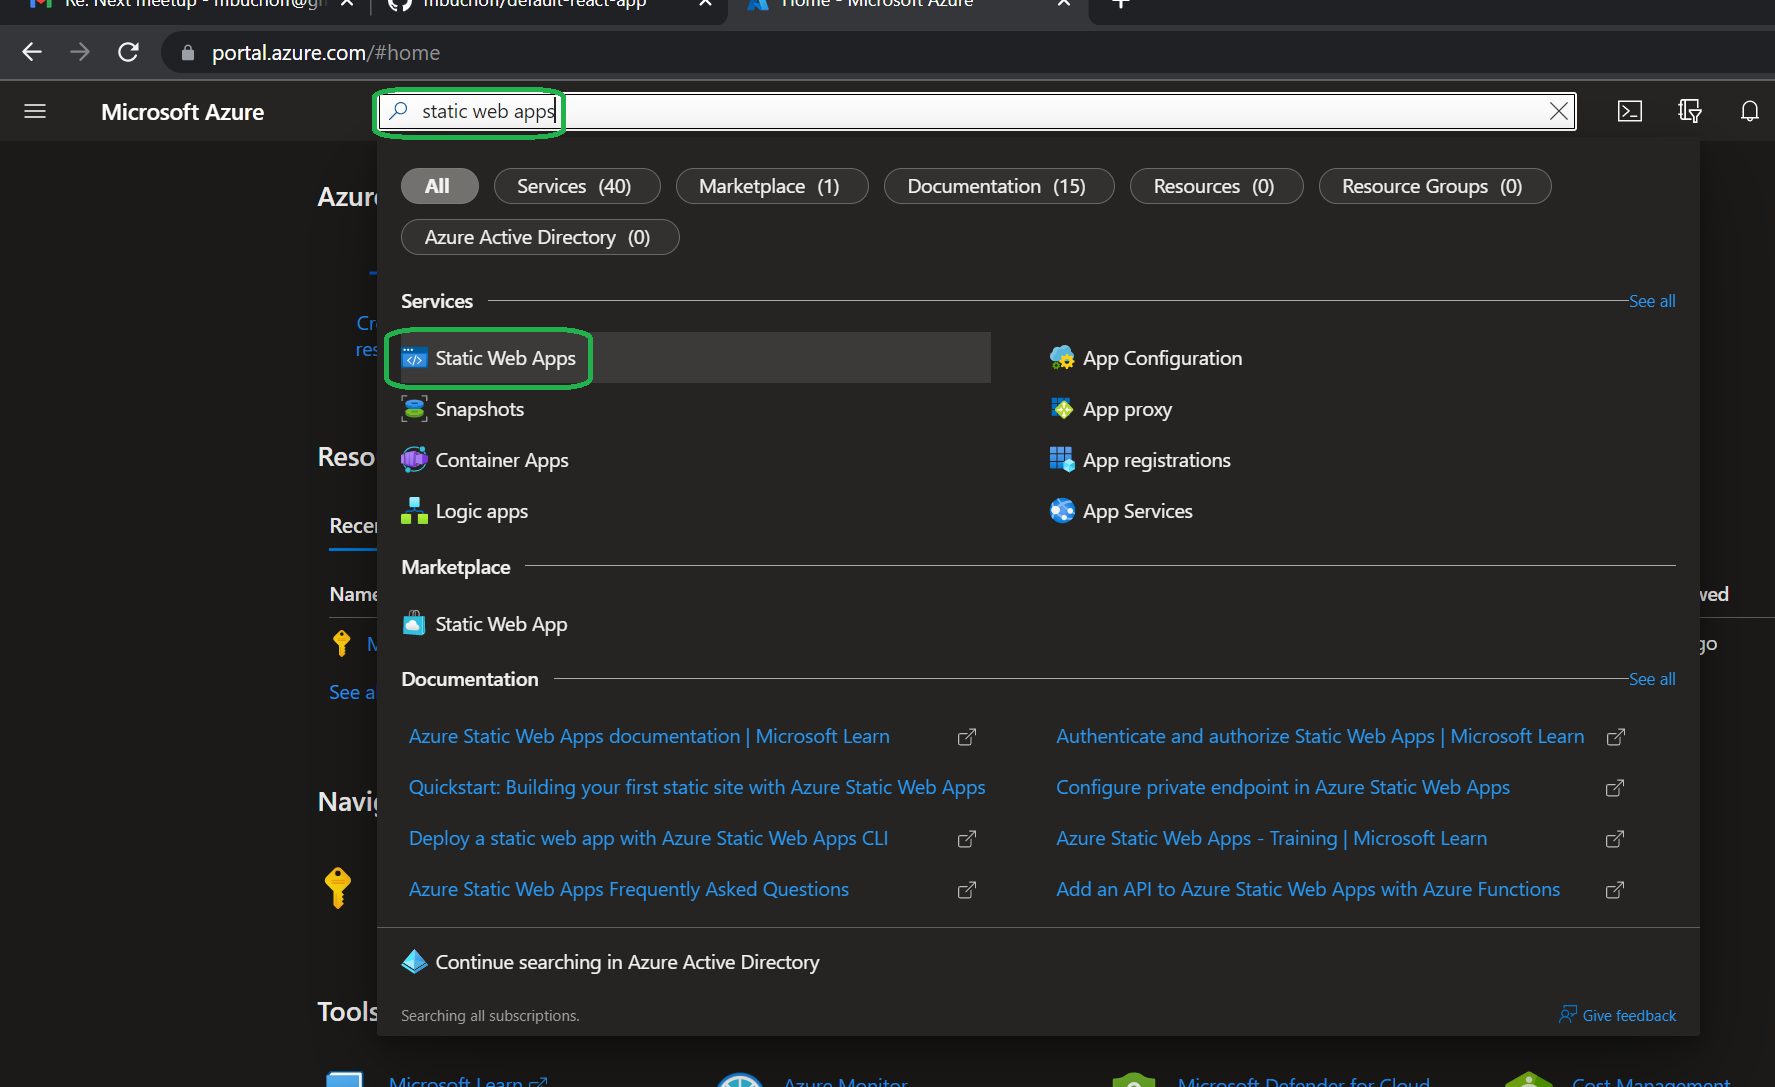 Re: Next meetup - mbuchoff@gm
mbuchoff/default-react-app
Home - Microsoft Azure
portal.azure.com/#home
Microsoft Azure
static web apps
All
Services (40)
Marketplace (1)
Documentation (15)
Resources (0)
Resource Groups (0)
Azure Active Directory (0)
Azure
Services
See all
Cr
res
Static Web Apps
App Configuration
Snapshots
App proxy
Container Apps
App registrations
Logic apps
App Services
Reso
Recen
Marketplace
Name
wed
Static Web App
M
go
Documentation
See all
See al
Azure Static Web Apps documentation | Microsoft Learn
Authenticate and authorize Static Web Apps | Microsoft Learn
Quickstart: Building your first static site with Azure Static Web Apps
Configure private endpoint in Azure Static Web Apps
Navig
Deploy a static web app with Azure Static Web Apps CLI
Azure Static Web Apps - Training | Microsoft Learn
Azure Static Web Apps Frequently Asked Questions
Add an API to Azure Static Web Apps with Azure Functions
Continue searching in Azure Active Directory
Tools
Searching all subscriptions.
Give feedback
Microsoft Learn
Azure Monitor
Microsoft Defender for Cloud
Cost Management